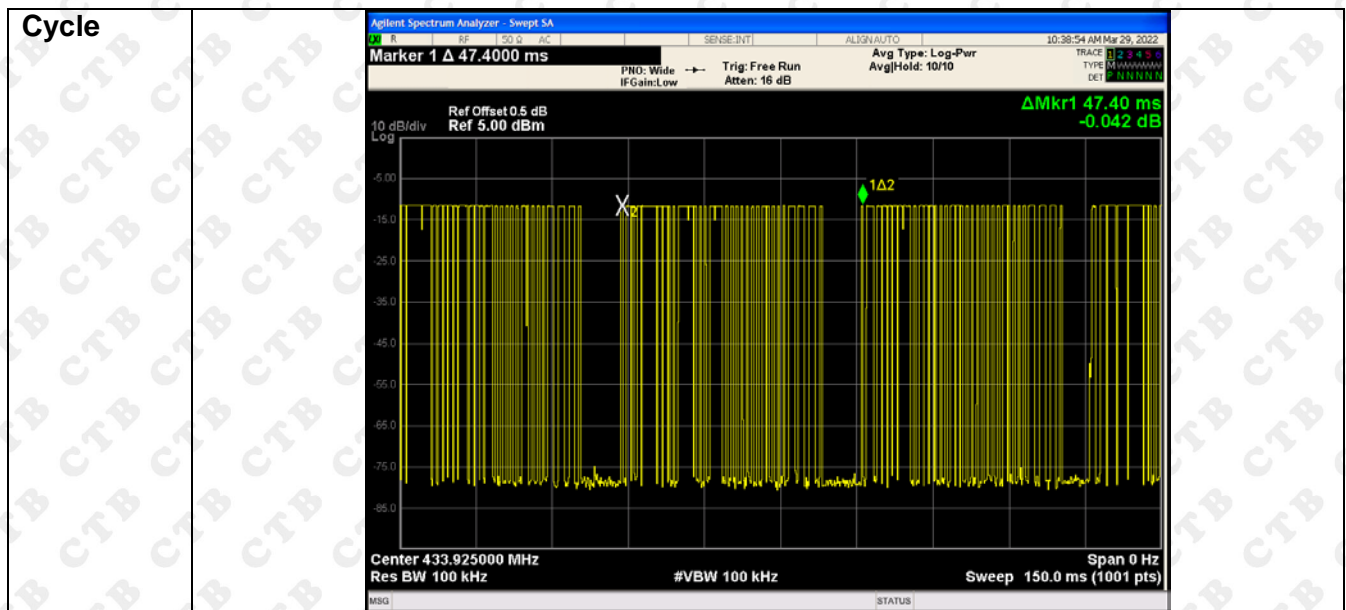 Cycle
Agilent Spectrum Analyzer - Swept SA
R RF 50 Ω AC SENSE:INT ALIGN AUTO 10:38:54 AM Mar 29, 2022
Marker 1 Δ 47.4000 ms
PNO: Wide
IFGain:Low
Trig: Free Run
Atten: 16 dB
Avg Type: Log-Pwr
Avg|Hold: 10/10
TRACE 1 2 3 4 5 6
TYPE M
DET P N N N N N
ΔMkr1 47.40 ms
-0.042 dB
Ref Offset 0.5 dB
10 dB/div Ref 5.00 dBm
Log
-5.00
1Δ2
X2
-15.0
-25.0
-35.0
-45.0
-55.0
-65.0
-75.0
-85.0
Center 433.925000 MHz Span 0 Hz
Res BW 100 kHz #VBW 100 kHz Sweep 150.0 ms (1001 pts)
MSG STATUS
CTB